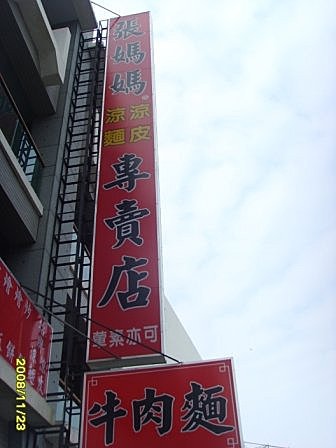 張媽媽
涼皮
涼麵
專賣店
葷素亦可
牛肉麵
2008/11/23